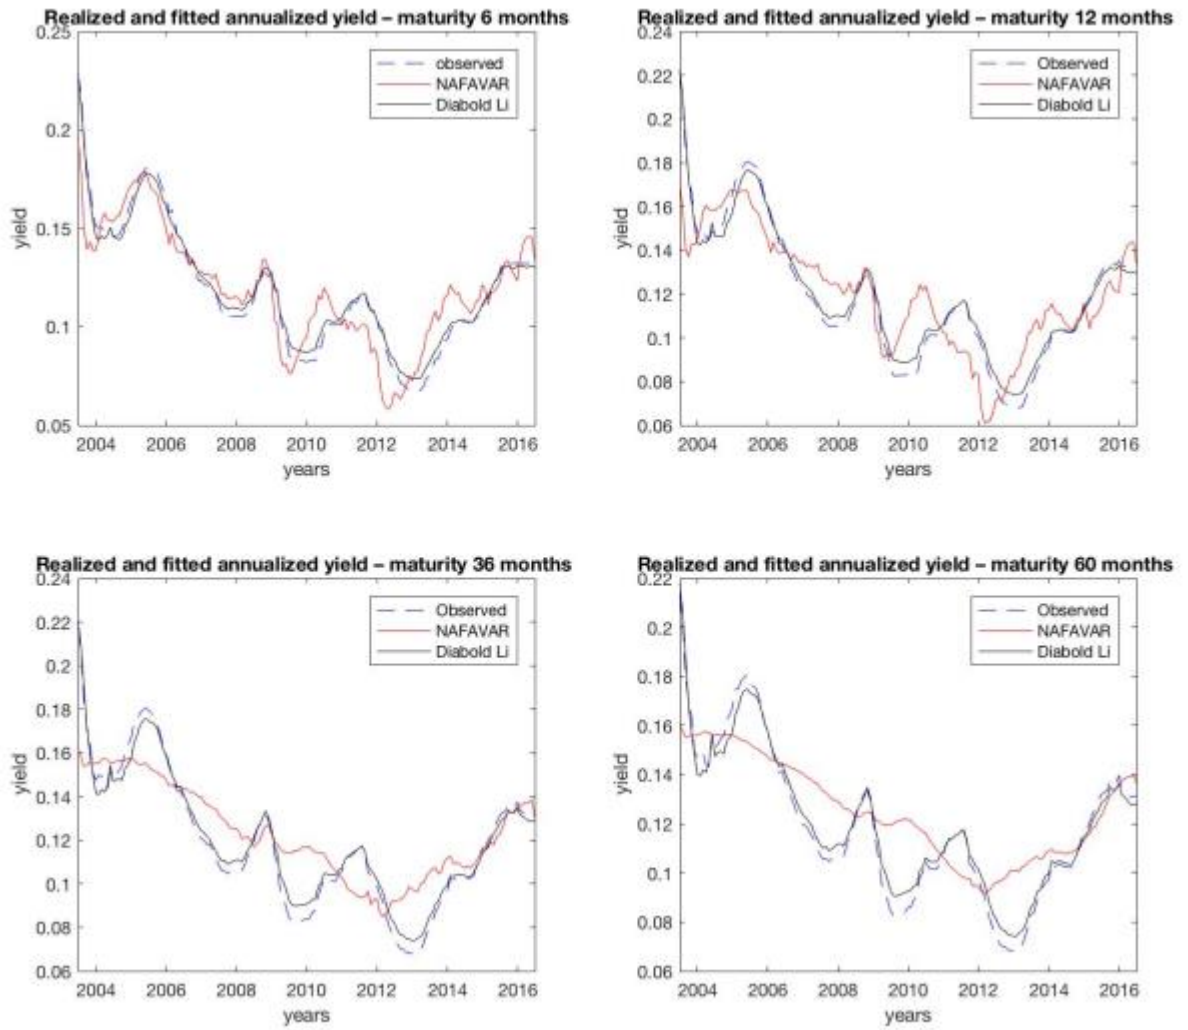 Realized and fitted annualized yield – maturity 6 months
0.25
0.2
0.15
0.1
0.05
yield
observed
NAFAVAR
Diabold Li
2004 2006 2008 2010 2012 2014 2016
years
Realized and fitted annualized yield – maturity 12 months
0.24
0.22
0.2
0.18
0.16
0.14
0.12
0.1
0.08
0.06
yield
Observed
NAFAVAR
Diabold Li
2004 2006 2008 2010 2012 2014 2016
years
Realized and fitted annualized yield – maturity 36 months
0.24
0.22
0.2
0.18
0.16
0.14
0.12
0.1
0.08
0.06
yield
Observed
NAFAVAR
Diabold Li
2004 2006 2008 2010 2012 2014 2016
years
Realized and fitted annualized yield – maturity 60 months
0.22
0.2
0.18
0.16
0.14
0.12
0.1
0.08
0.06
yield
Observed
NAFAVAR
Diabold Li
2004 2006 2008 2010 2012 2014 2016
years